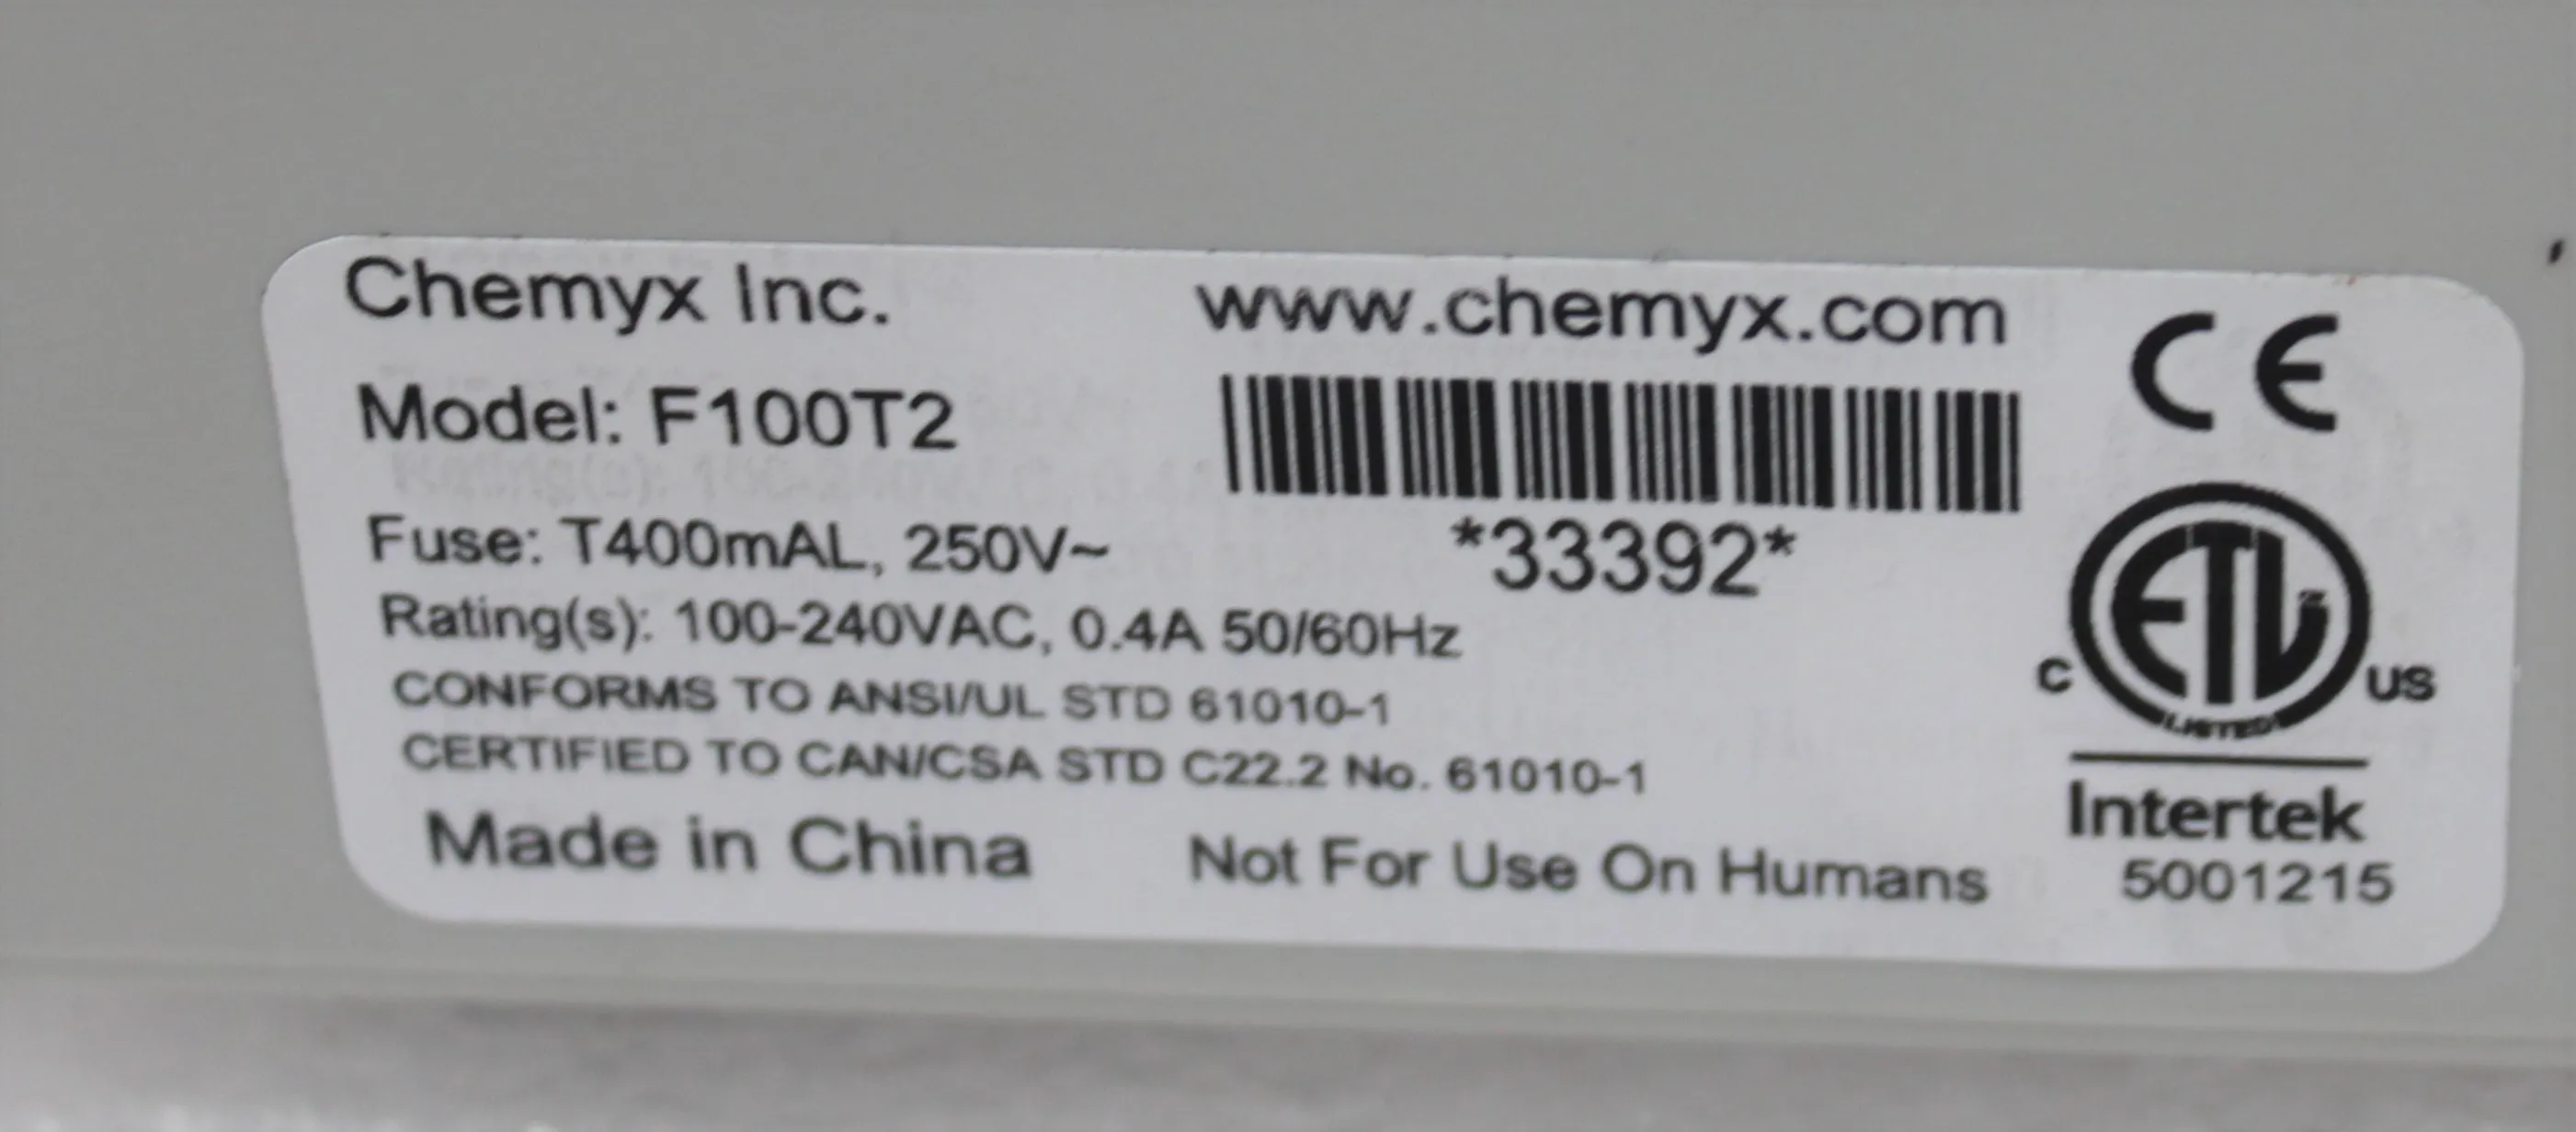 Chemyx Inc.
www.chemyx.com
Model: F100T2
*33392*
Fuse: T400mAL, 250V~
Rating(s): 100-240VAC, 0.4A 50/60Hz
CONFORMS TO ANSI/UL STD 61010-1
CERTIFIED TO CAN/CSA STD C22.2 No. 61010-1
Made in China
Not For Use On Humans
CE
ETL
C US
LISTED
Intertek
5001215